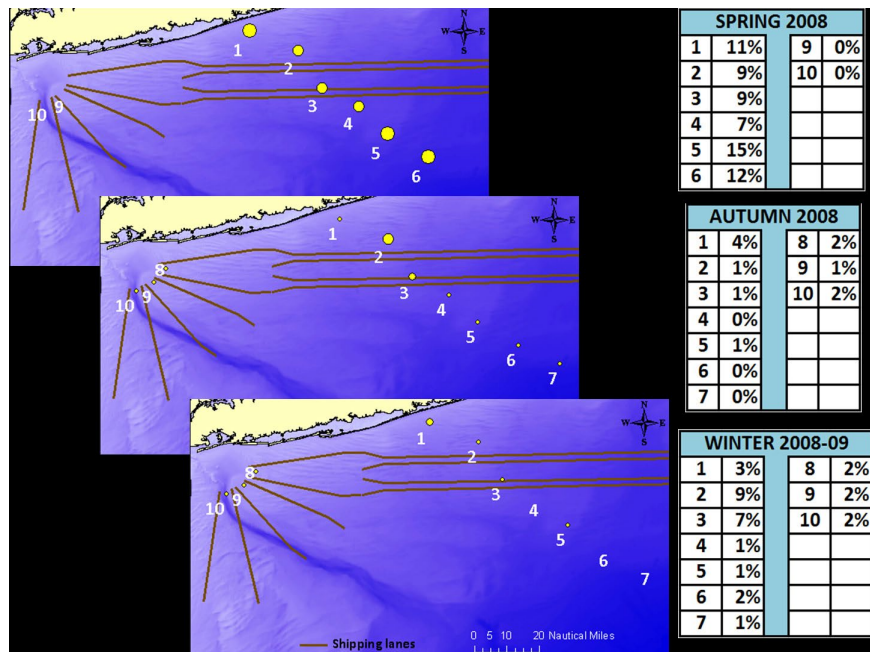 N
W E
S
1
2
3
4
5
6
9
10
N
W E
S
1
2
3
4
5
6
7
8
9
10
N
W E
S
1
2
3
4
5
6
7
8
9
10
Shipping lanes
0 5 10 20 Nautical Miles
SPRING 2008
1 11% 9 0%
2 9% 10 0%
3 9%
4 7%
5 15%
6 12%
AUTUMN 2008
1 4% 8 2%
2 1% 9 1%
3 1% 10 2%
4 0%
5 1%
6 0%
7 0%
WINTER 2008-09
1 3% 8 2%
2 9% 9 2%
3 7% 10 2%
4 1%
5 1%
6 2%
7 1%